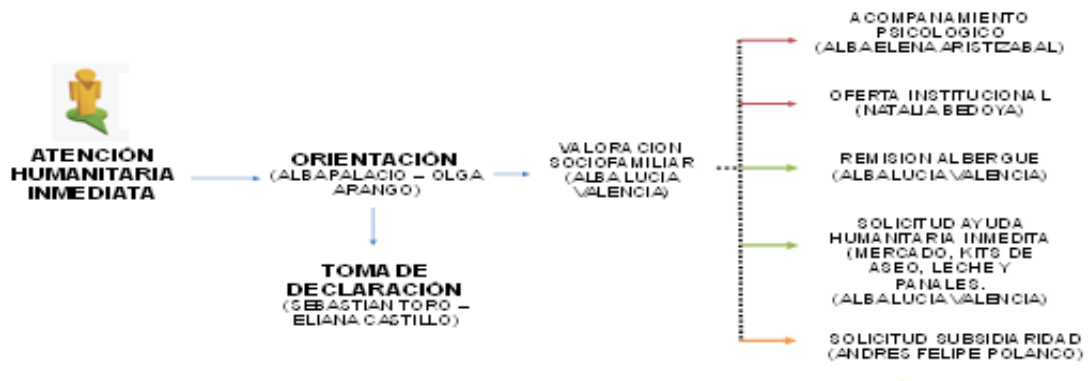 ATENCIÓN
HUMANITARIA
INMEDIATA
ORIENTACIÓN
(ALBA PALACIO – OLGA
ARANGO)
TOMA DE
DECLARACIÓN
(SEBASTIAN TORO –
ELIANA CASTILLO)
VALORACION
SOCIOFAMILIAR
(ALBA LUCIA
VALENCIA)
ACOMPANAMIENTO
PSICOLOGICO
(ALBA ELENA ARISTIZABAL)
OFERTA INSTITUCIONAL
(NATALIA BEDOYA)
REMISION ALBERGUE
(ALBA LUCIA VALENCIA)
SOLICITUD AYUDA
HUMANITARIA INMEDITA
(MERCADO, KITS DE
ASEO, LECHE Y
PANALES.
(ALBA LUCIA VALENCIA)
SOLICITUD SUBSIDIARIDAD
(ANDRES FELIPE POLANCO)